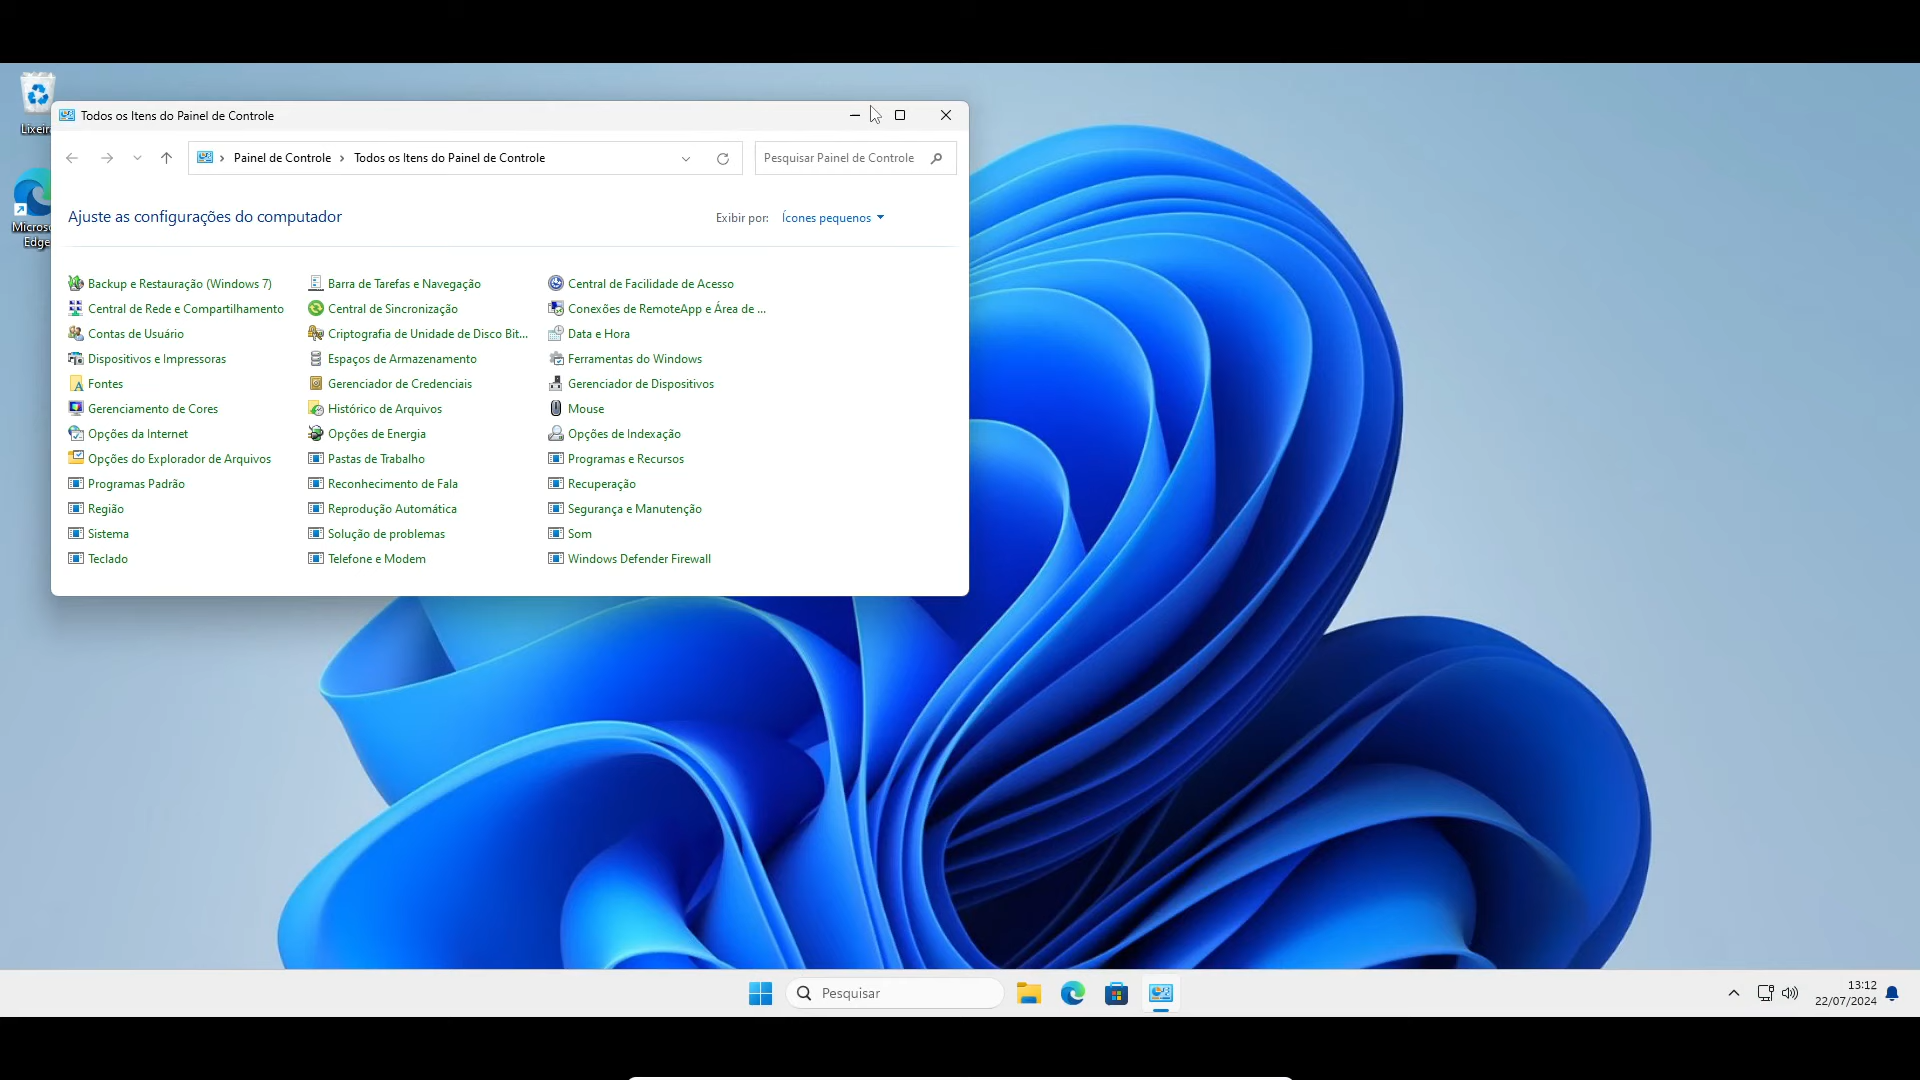 Lixeira
Microso
Edge
Todos os Itens do Painel de Controle
Painel de Controle > Todos os Itens do Painel de Controle
Pesquisar Painel de Controle
Ajuste as configurações do computador
Exibir por: Ícones pequenos
Backup e Restauração (Windows 7)
Barra de Tarefas e Navegação
Central de Facilidade de Acesso
Central de Rede e Compartilhamento
Central de Sincronização
Conexões de RemoteApp e Área de ...
Contas de Usuário
Criptografia de Unidade de Disco Bit...
Data e Hora
Dispositivos e Impressoras
Espaços de Armazenamento
Ferramentas do Windows
Fontes
Gerenciador de Credenciais
Gerenciador de Dispositivos
Gerenciamento de Cores
Histórico de Arquivos
Mouse
Opções da Internet
Opções de Energia
Opções de Indexação
Opções do Explorador de Arquivos
Pastas de Trabalho
Programas e Recursos
Programas Padrão
Reconhecimento de Fala
Recuperação
Região
Reprodução Automática
Segurança e Manutenção
Sistema
Solução de problemas
Som
Teclado
Telefone e Modem
Windows Defender Firewall
Pesquisar
13:12
22/07/2024